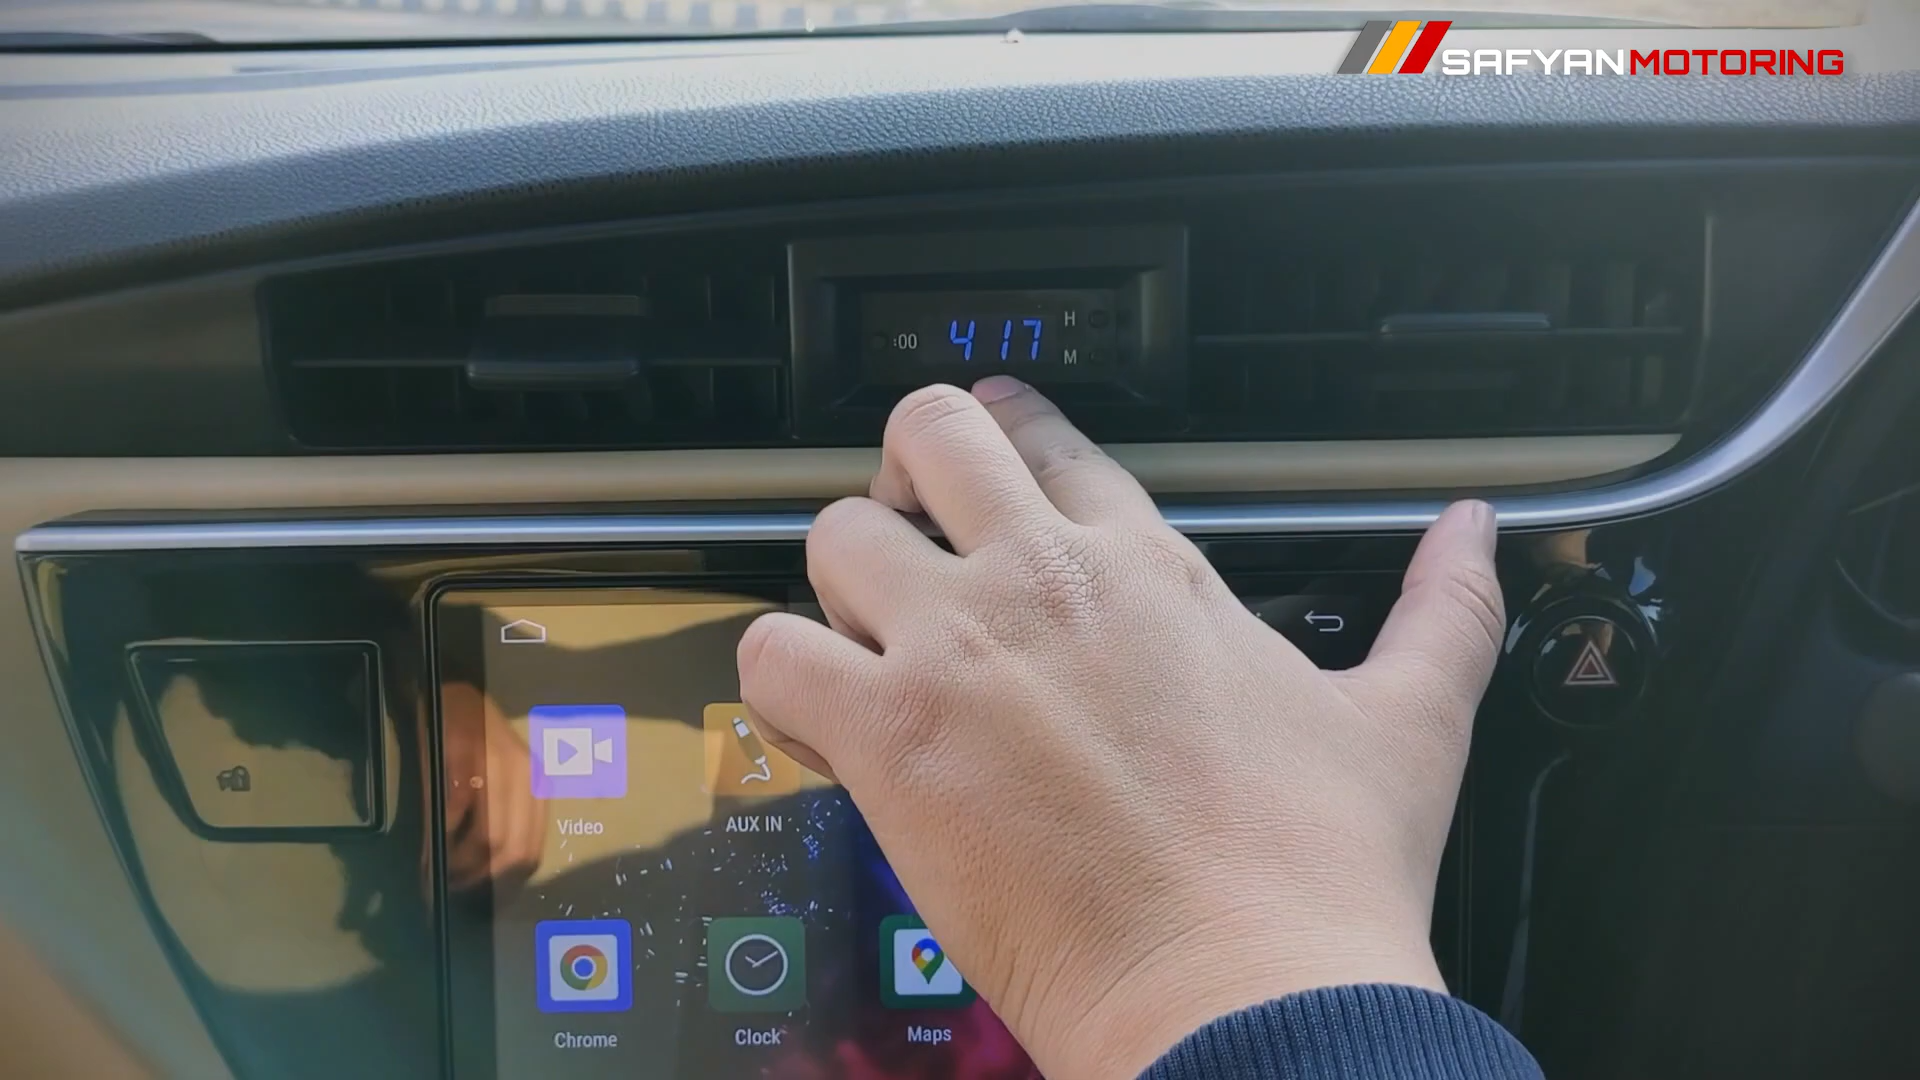 SAFYANMOTORING
:00 4 17 H
M
Video AUX IN
Chrome Clock Maps